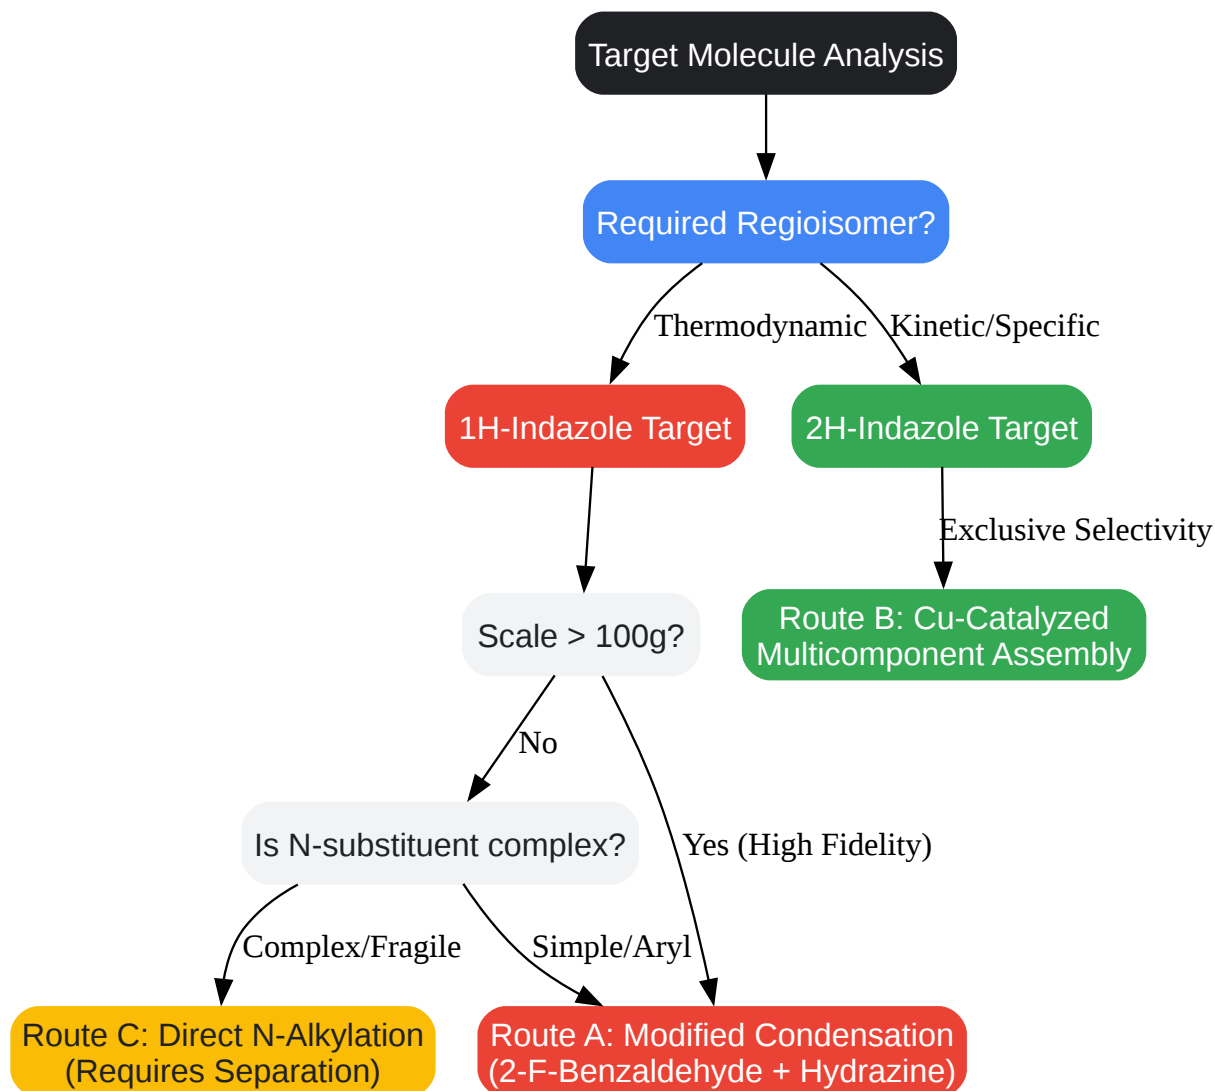 Target Molecule Analysis
Required Regioisomer?
Thermodynamic
Kinetic/Specific
1H-Indazole Target
2H-Indazole Target
Exclusive Selectivity
Scale > 100g?
Route B: Cu-Catalyzed
Multicomponent Assembly
No
Is N-substituent complex?
Yes (High Fidelity)
Complex/Fragile
Simple/Aryl
Route C: Direct N-Alkylation
(Requires Separation)
Route A: Modified Condensation
(2-F-Benzaldehyde + Hydrazine)